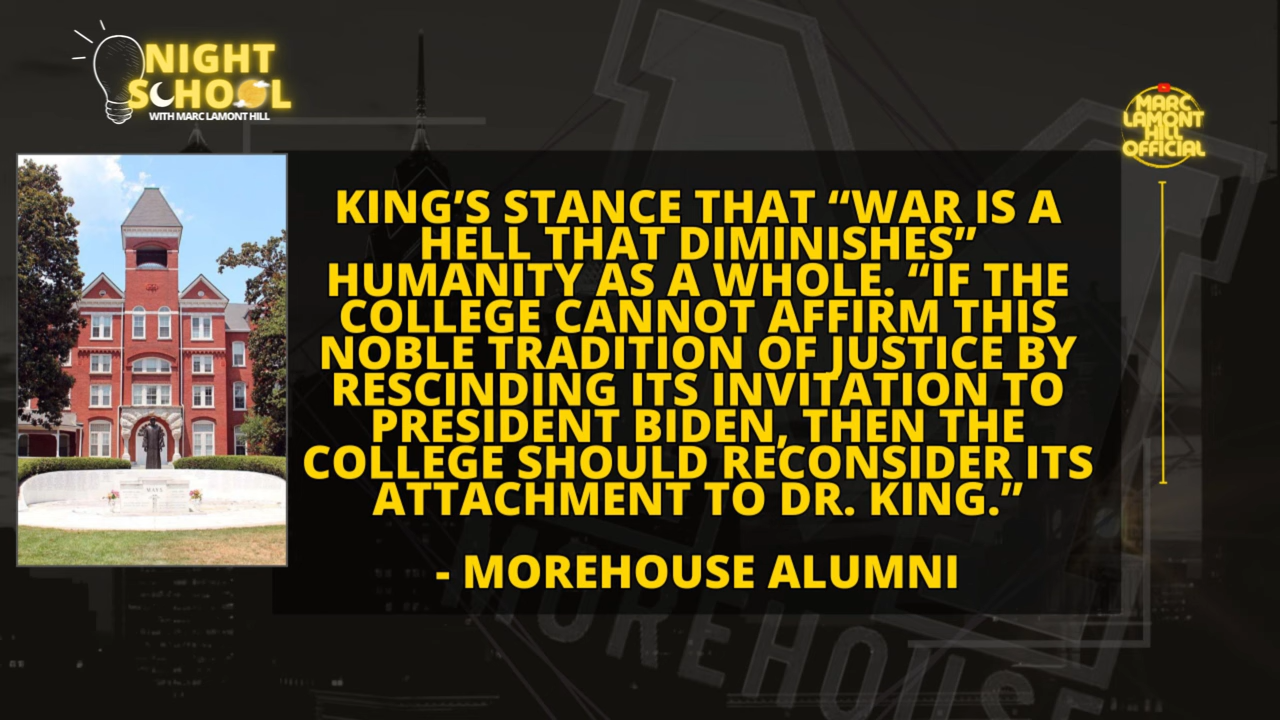 NIGHT
SCHOOL
WITH MARC LAMONT HILL
MARC
LAMONT
HILL
OFFICIAL
KING’S STANCE THAT “WAR IS A
HELL THAT DIMINISHES”
HUMANITY AS A WHOLE. “IF THE
COLLEGE CANNOT AFFIRM THIS
NOBLE TRADITION OF JUSTICE BY
RESCINDING ITS INVITATION TO
PRESIDENT BIDEN, THEN THE
COLLEGE SHOULD RECONSIDER ITS
ATTACHMENT TO DR. KING.”
- MOREHOUSE ALUMNI
MAYS
MOREHOUSE